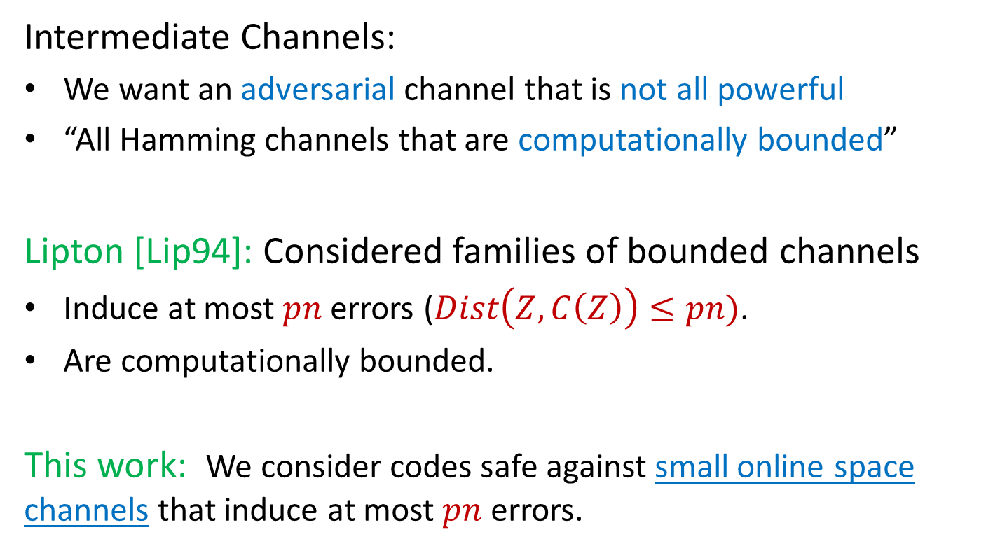 Intermediate Channels:
• We want an adversarial channel that is not all powerful
• “All Hamming channels that are computationally bounded”
Lipton [Lip94]: Considered families of bounded channels
• Induce at most 𝑝𝑛 errors (𝐷𝑖𝑠𝑡(𝑍, 𝐶(𝑍)) ≤ 𝑝𝑛).
• Are computationally bounded.
This work: We consider codes safe against small online space
channels that induce at most 𝑝𝑛 errors.